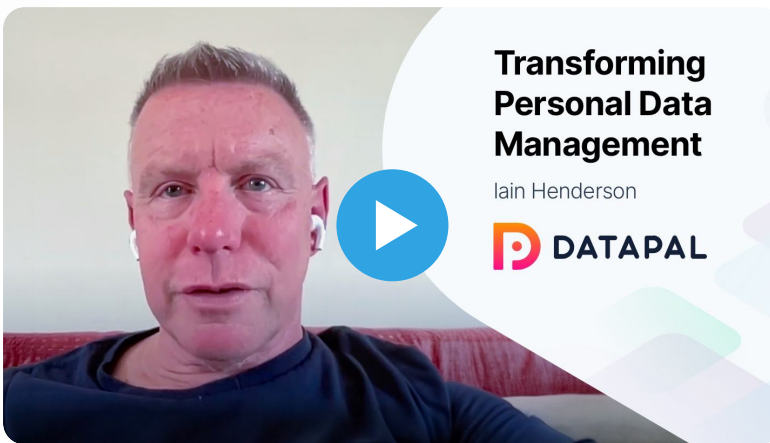 Transforming
Personal Data
Management
Iain Henderson
DATAPAL